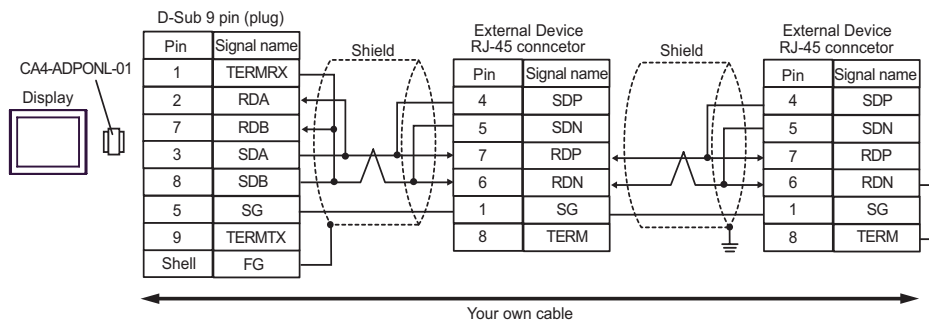 D-Sub 9 pin (plug)
CA4-ADPONL-01
Display
Pin Signal name
1 TERMRX
2 RDA
7 RDB
3 SDA
8 SDB
5 SG
9 TERMTX
Shell FG
Shield
External Device
RJ-45 conncetor
Pin Signal name
4 SDP
5 SDN
7 RDP
6 RDN
1 SG
8 TERM
Shield
External Device
RJ-45 conncetor
Pin Signal name
4 SDP
5 SDN
7 RDP
6 RDN
1 SG
8 TERM
Your own cable